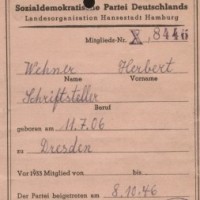 Sozialdemokratische Partei Deutschlands
Landesorganisation Hansestadt Hamburg
Mitglieds-Nr. 8446
Wehner Herbert
Name Vorname
Schriftsteller
Beruf
geboren am 11.7.06
zu Dresden
Vor 1933 Mitglied von bis
Der Partei beigetreten am 8.10.46